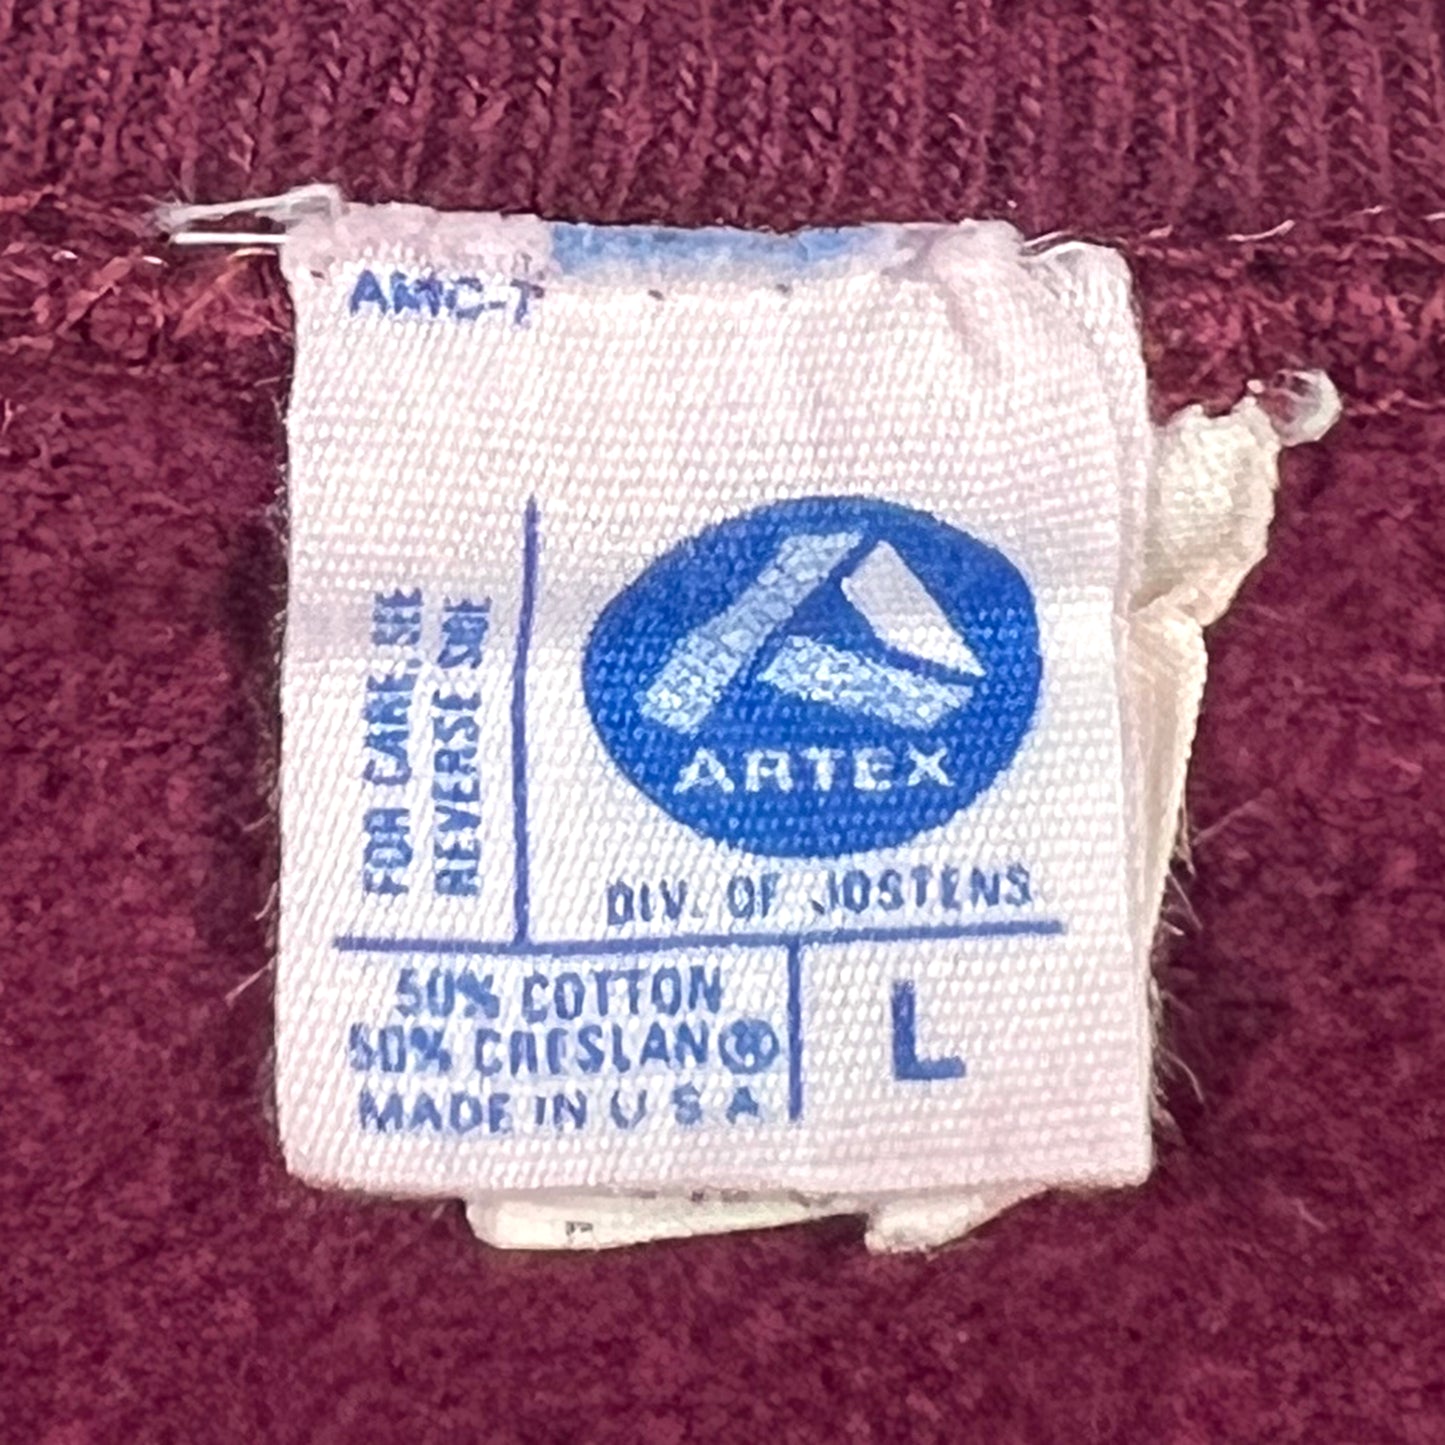 AMC-T
FOR CARE, SEE
REVERSE SIDE
ARTEX
DIV. OF JOSTENS
50% COTTON
50% CRESLAN®
MADE IN U S A
L